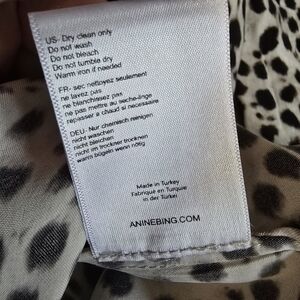 US- Dry clean only
Do not wash
Do not bleach
Do not tumble dry
Warm iron if needed
FR- sec nettoyez seulement!
ne lavez pas
ne blanchissez pas
ne pas mettre au seche-linge
repasser a chaud si necessaire
DEU- Nur chemisch reinigen
nicht waschen
nicht bleichen
nicht im trockner trocknen
warm bügeln wenn nötig
Made in Turkey
Fabriqué en Turquie
in der Türkei
ANINEBING.COM